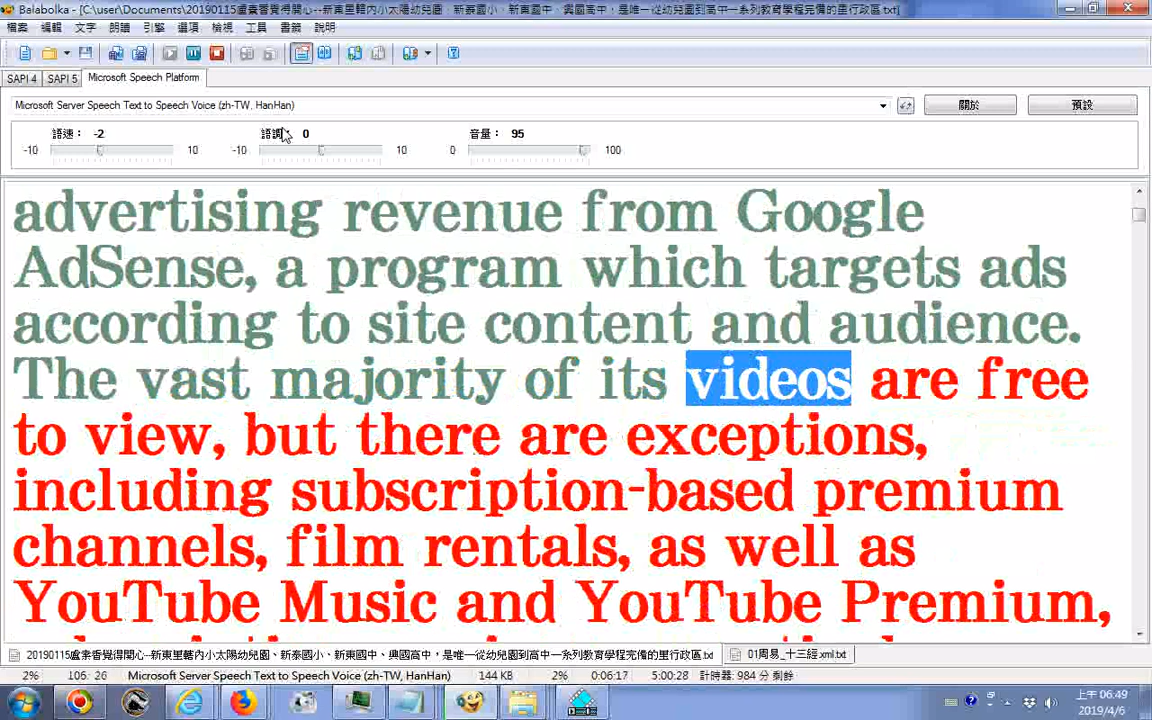 Balabolka - [C:\user\Documents\20190115盧素香覺得開心--新東里轄內小太陽幼兒園、新泰國小、新東國中、興國高中，是唯一從幼兒園到高中一系列教育學程完備的里行政區.txt]
檔案 編輯 文字 朗讀 引擎 選項 檢視 工具 書籤 說明
SAPI 4 SAPI 5 Microsoft Speech Platform
Microsoft Server Speech Text to Speech Voice (zh-TW, HanHan) 關於 預設
語速： -2 語調： 0 音量： 95
-10 10 -10 10 0 100
advertising revenue from Google
AdSense, a program which targets ads
according to site content and audience.
The vast majority of its videos are free
to view, but there are exceptions,
including subscription-based premium
channels, film rentals, as well as
YouTube Music and YouTube Premium,
20190115盧素香覺得開心--新東里轄內小太陽幼兒園、新泰國小、新東國中、興國高中，是唯一從幼兒園到高中一系列教育學程完備的里行政區.txt 01周易_十三經.xml.txt
2% 106: 26 Microsoft Server Speech Text to Speech Voice (zh-TW, HanHan) 144 KB 2% 0:06:17 5:00:28 計時器: 984 分 剩餘
上午 06:49
2019/4/6